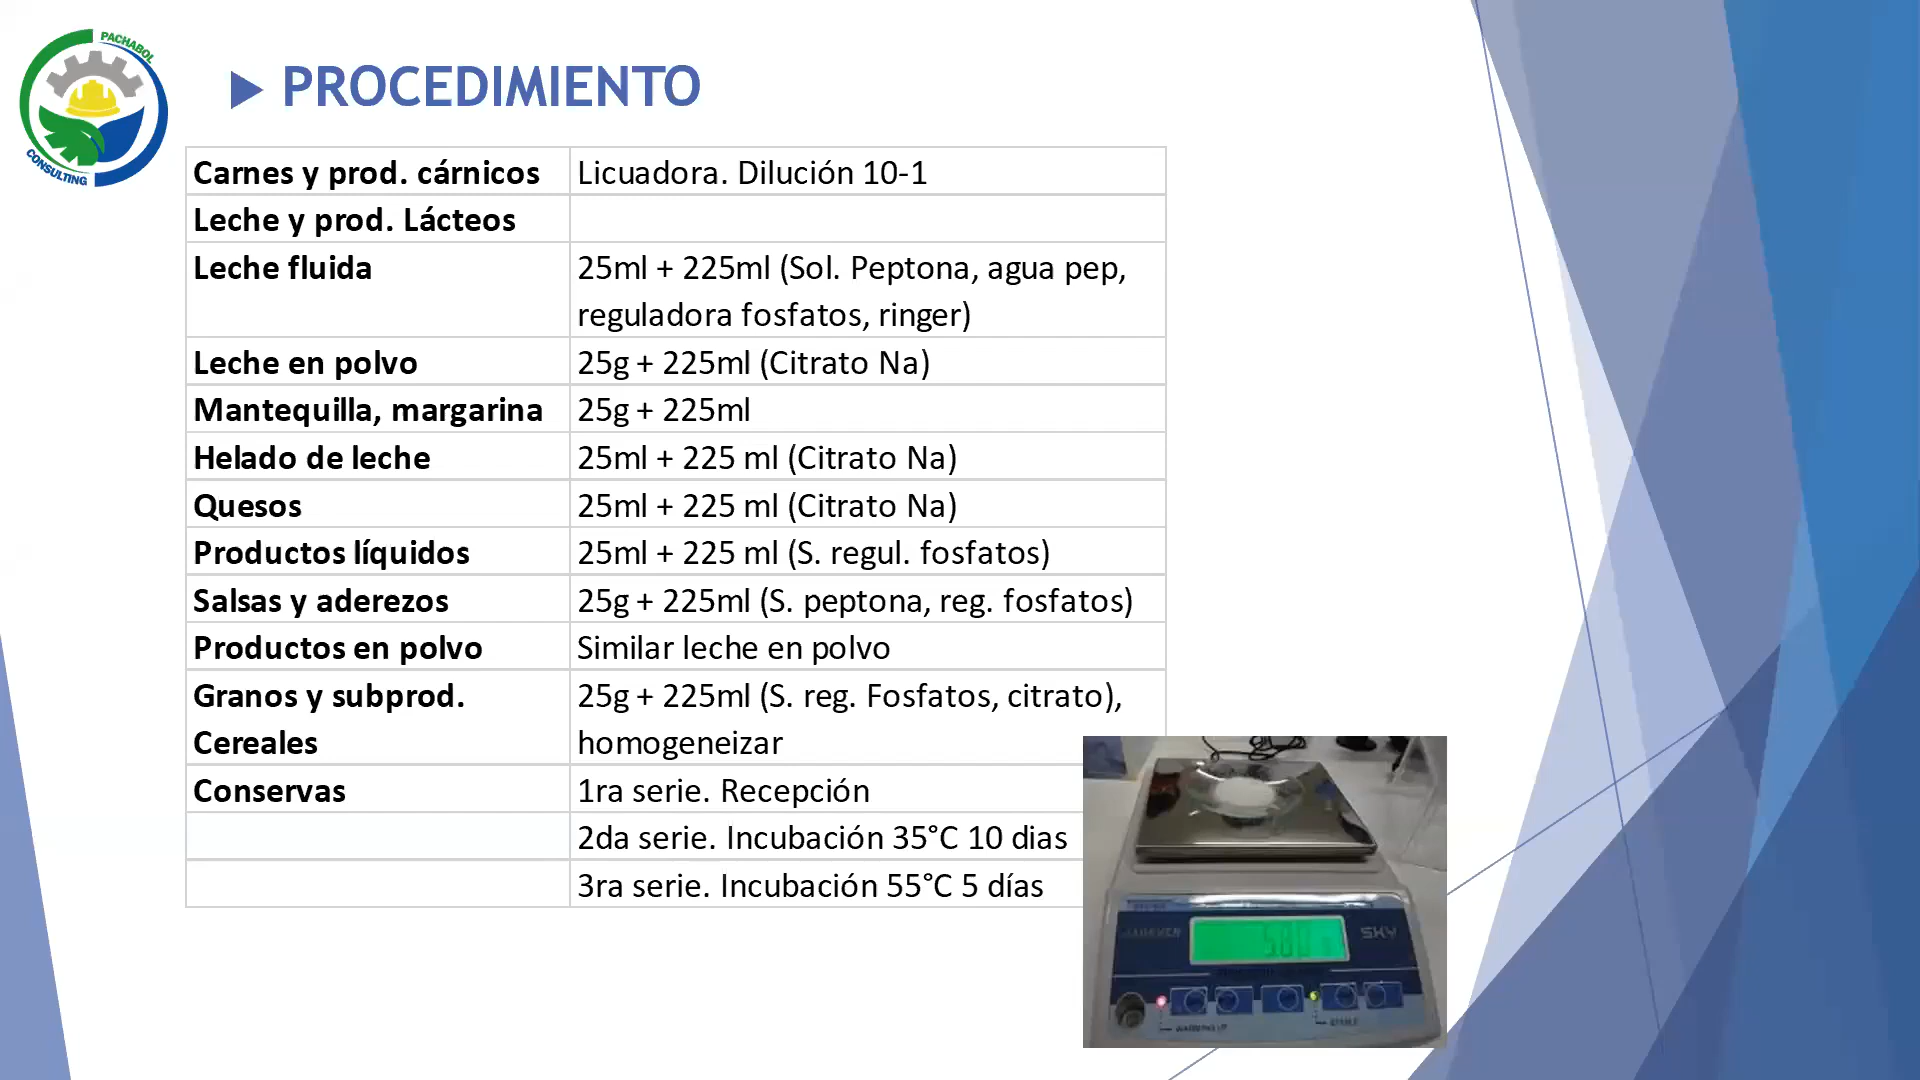 PACHABOL
CONSULTING
PROCEDIMIENTO
Carnes y prod. cárnicos Licuadora. Dilución 10-1
Leche y prod. Lácteos
Leche fluida 25ml + 225ml (Sol. Peptona, agua pep,
reguladora fosfatos, ringer)
Leche en polvo 25g + 225ml (Citrato Na)
Mantequilla, margarina 25g + 225ml
Helado de leche 25ml + 225 ml (Citrato Na)
Quesos 25ml + 225 ml (Citrato Na)
Productos líquidos 25ml + 225 ml (S. regul. fosfatos)
Salsas y aderezos 25g + 225ml (S. peptona, reg. fosfatos)
Productos en polvo Similar leche en polvo
Granos y subprod. 25g + 225ml (S. reg. Fosfatos, citrato),
Cereales homogeneizar
Conservas 1ra serie. Recepción
2da serie. Incubación 35°C 10 dias
3ra serie. Incubación 55°C 5 días
SKY
WARMING UP